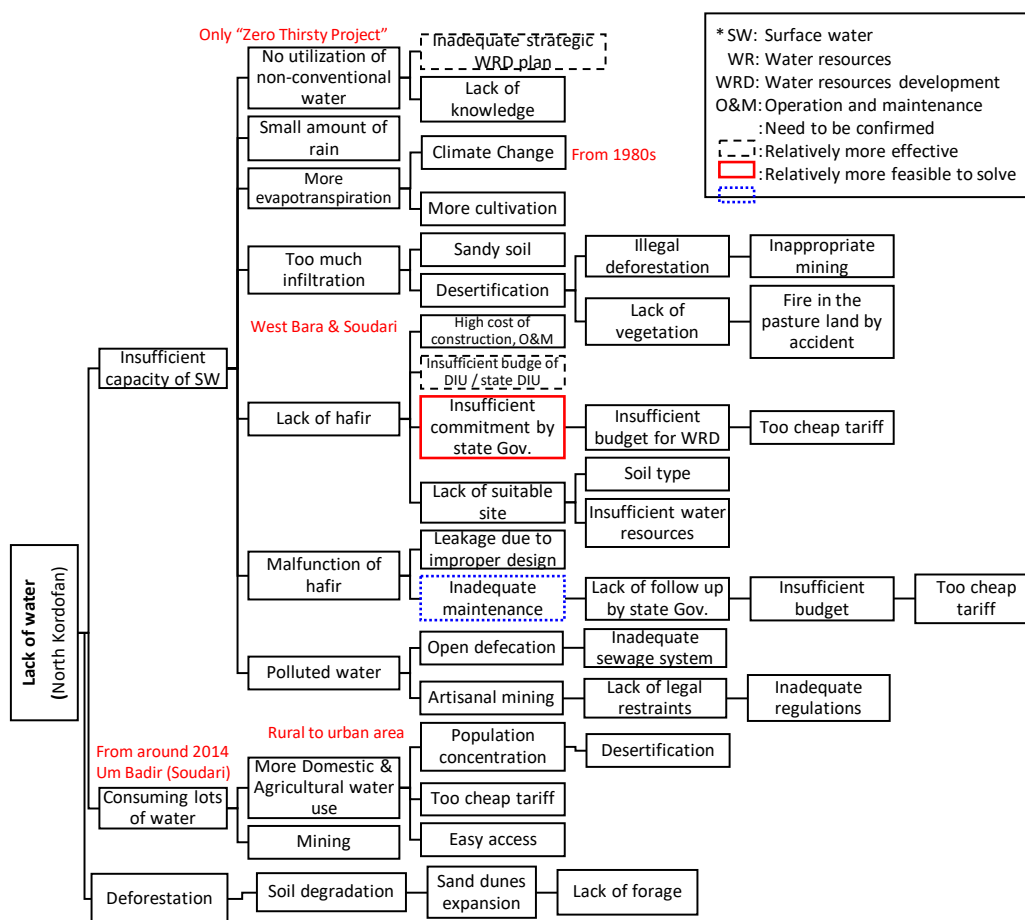 Only “Zero Thirsty Project”
No utilization of
non-conventional
water
Inadequate strategic
WRD plan
Lack of
knowledge
Small amount of
rain
More
evapotranspiration
Climate Change
From 1980s
More cultivation
Too much
infiltration
Sandy soil
Desertification
Illegal
deforestation
Inappropriate
mining
Lack of
vegetation
Fire in the
pasture land by
accident
West Bara & Soudari
Insufficient
capacity of SW
Lack of hafir
High cost of
construction, O&M
Insufficient budge of
DIU / state DIU
Insufficient
commitment by
state Gov.
Insufficient
budget for WRD
Too cheap tariff
Lack of suitable
site
Soil type
Insufficient water
resources
Malfunction of
hafir
Leakage due to
improper design
Inadequate
maintenance
Lack of follow up
by state Gov.
Insufficient
budget
Too cheap
tariff
Polluted water
Open defecation
Inadequate
sewage system
Artisanal mining
Lack of legal
restraints
Inadequate
regulations
Lack of water
(North Kordofan)
From around 2014
Um Badir (Soudari)
Consuming lots
of water
Rural to urban area
More Domestic &
Agricultural water
use
Population
concentration
Desertification
Too cheap tariff
Easy access
Mining
Deforestation
Soil degradation
Sand dunes
expansion
Lack of forage
* SW: Surface water
WR: Water resources
WRD: Water resources development
O&M: Operation and maintenance
: Need to be confirmed
: Relatively more effective
: Relatively more feasible to solve